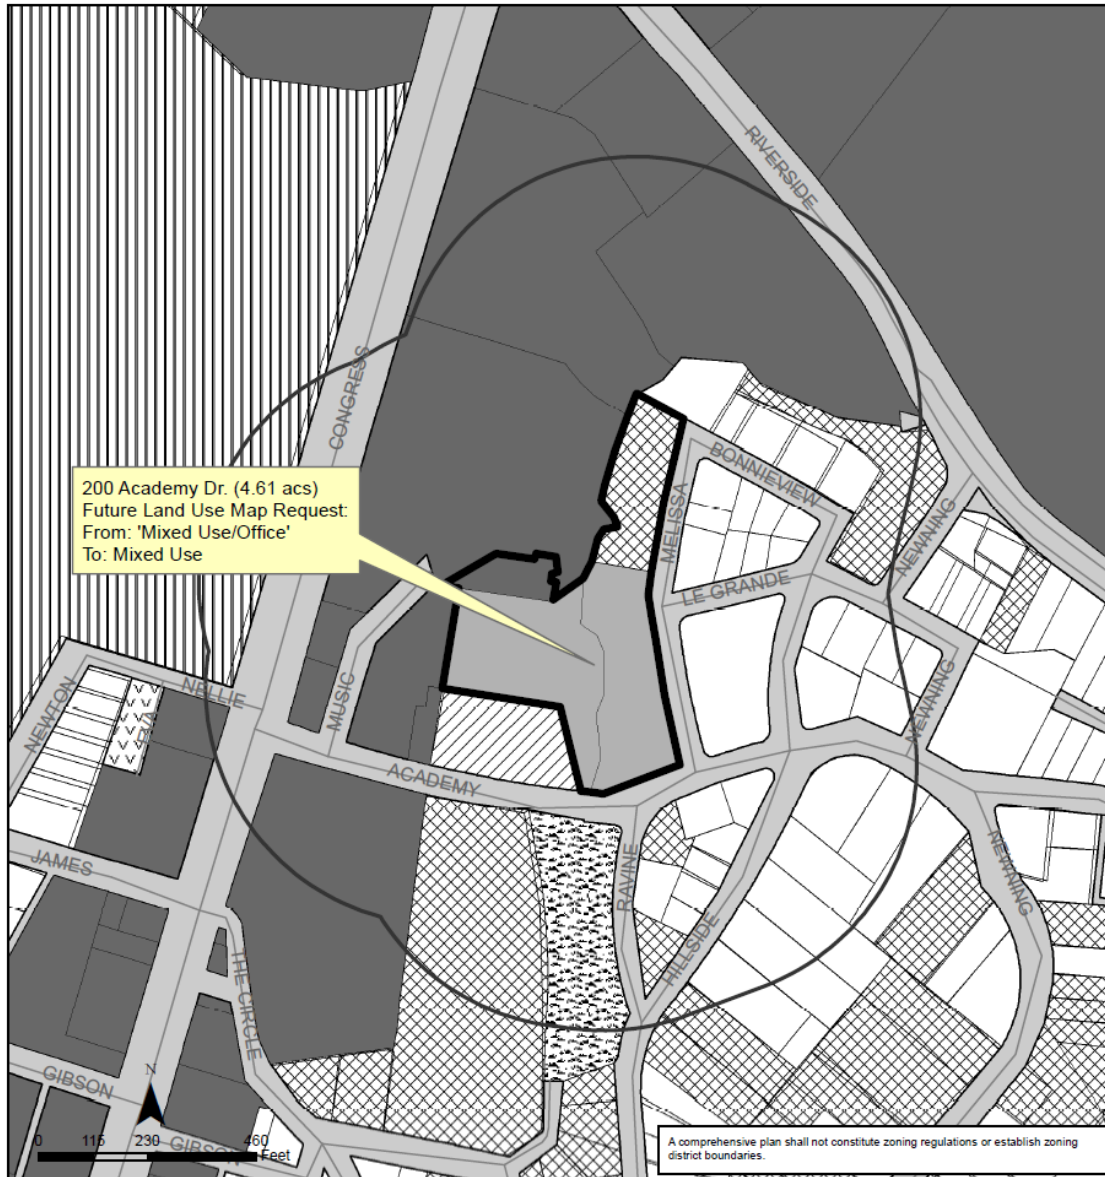 RIVERSIDE
CONGRESS
200 Academy Dr. (4.61 acs)
Future Land Use Map Request:
From: 'Mixed Use/Office'
To: Mixed Use
BONNIEVIEW
MELISSA
NEWNING
LE GRANDE
NELLIE
NEWTON
MUSIC
NEWNING
ACADEMY
JAMES
RAVINE
HILLSIDE
NEWNING
THE CIRCLE
GIBSON
N
GIBSON
0 115 230 460
Feet
A comprehensive plan shall not constitute zoning regulations or establish zoning
district boundaries.